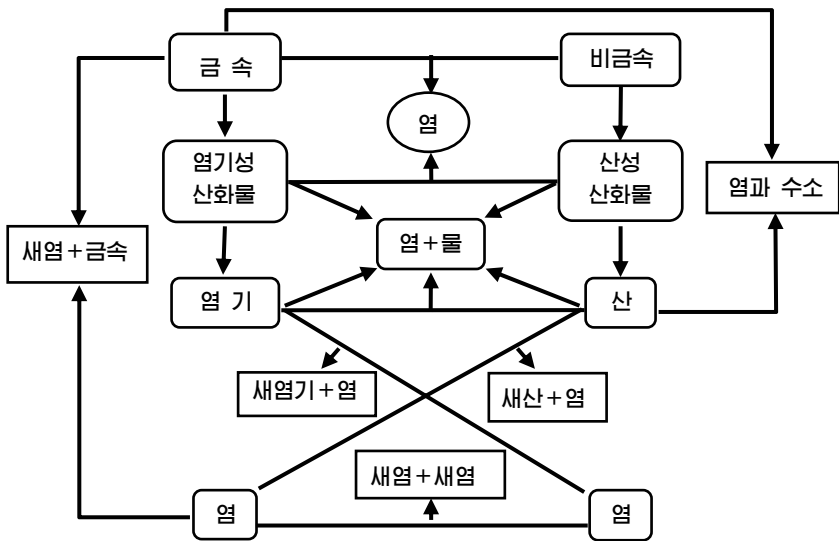 금 속
비금속
염
염기성
산화물
산성
산화물
염과 수소
새염+금속
염+물
염 기
산
새염기+염
새산+염
새염+새염
염
염